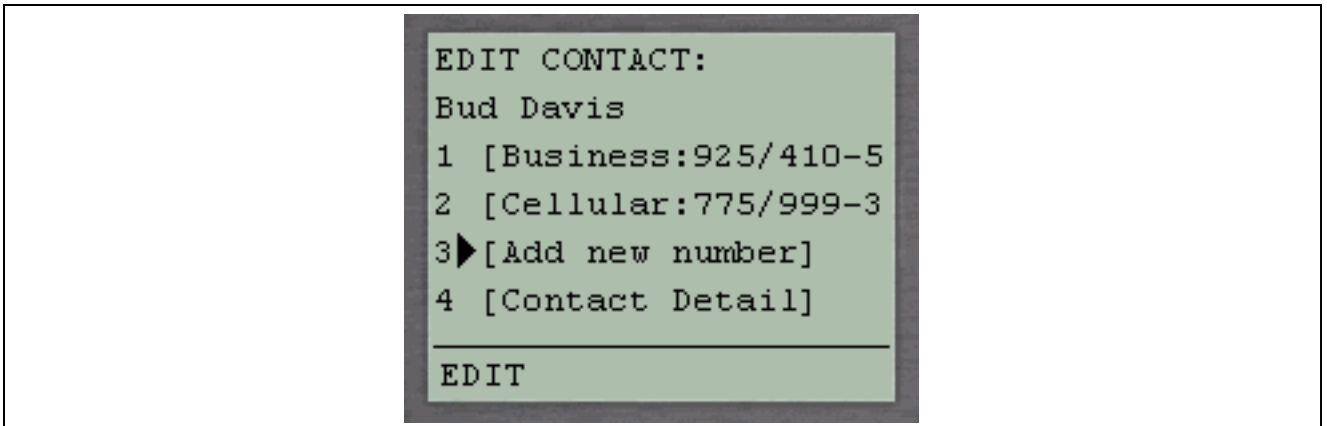 EDIT CONTACT:
Bud Davis
1 [Business:925/410-5
2 [Cellular:775/999-3
3▶[Add new number]
4 [Contact Detail]
EDIT